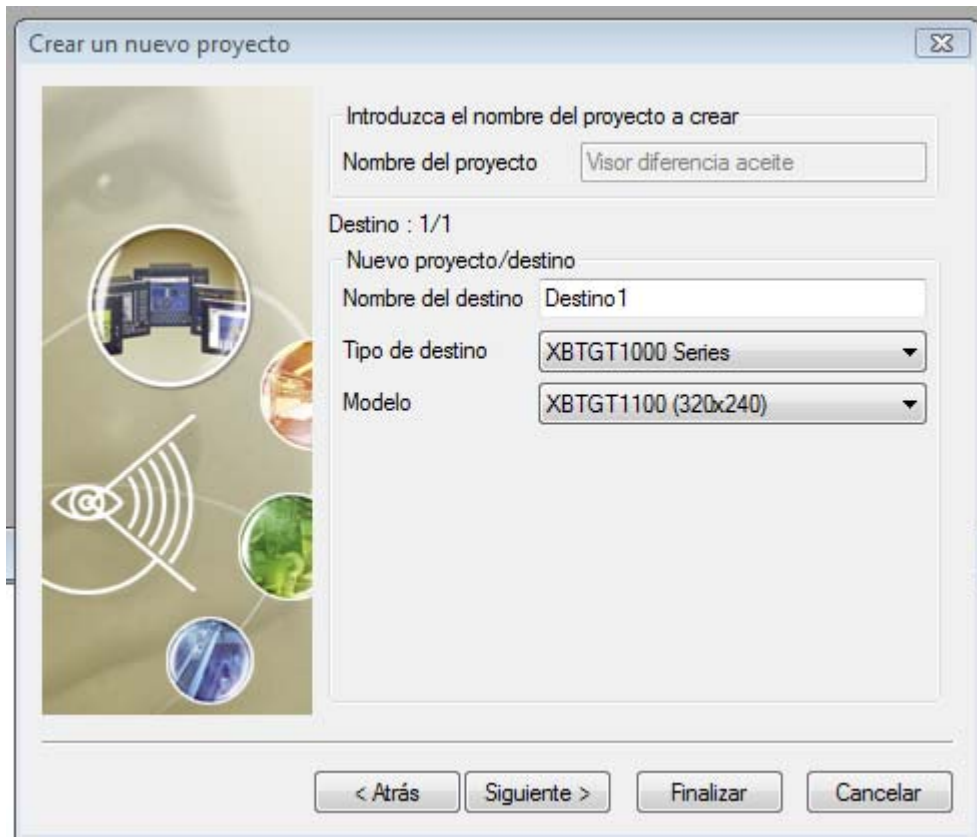 Crear un nuevo proyecto
Introduzca el nombre del proyecto a crear
Nombre del proyecto Visor diferencia aceite
Destino : 1/1
Nuevo proyecto/destino
Nombre del destino Destino1
Tipo de destino XBTGT1000 Series
Modelo XBTGT1100 (320x240)
< Atrás Siguiente > Finalizar Cancelar